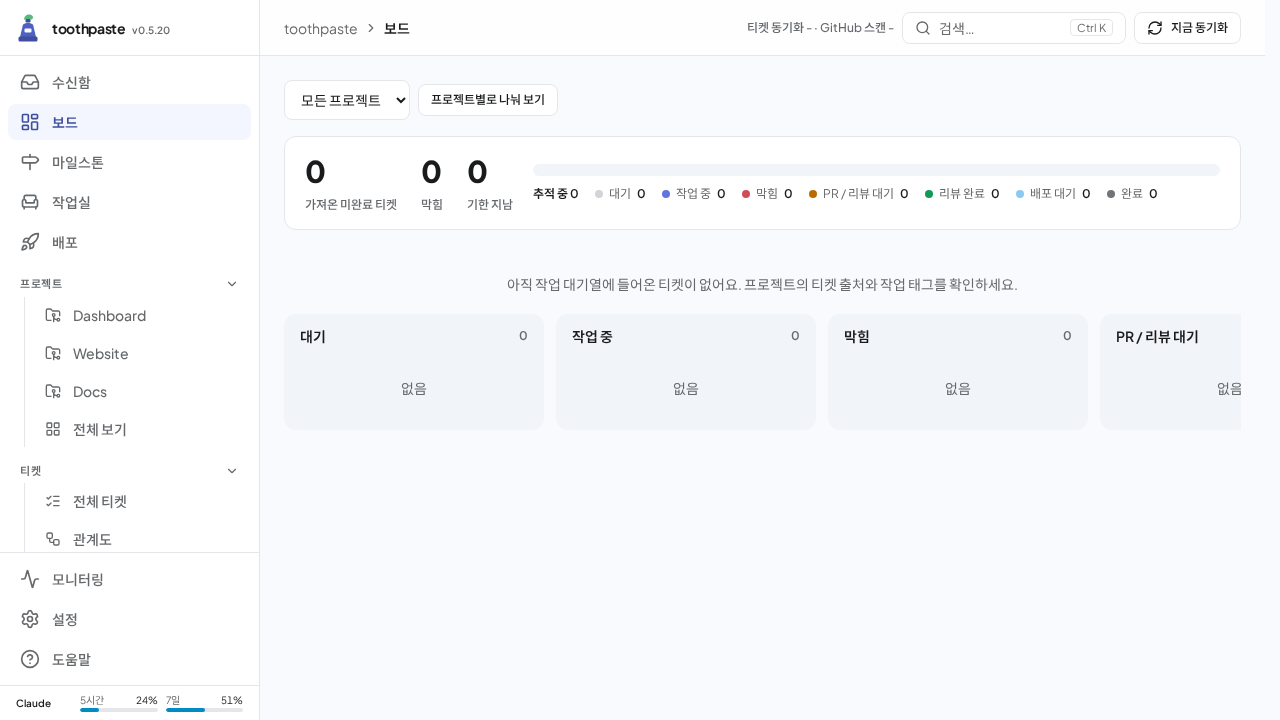 toothpaste v0.5.20
수신함
보드
마일스톤
작업실
배포
프로젝트
Dashboard
Website
Docs
전체 보기
티켓
전체 티켓
관계도
모니터링
설정
도움말
Claude 5시간 24% 7일 51%
toothpaste > 보드
티켓 동기화 - · GitHub 스캔 -
검색... Ctrl K
지금 동기화
모든 프로젝트
프로젝트별로 나눠 보기
0 가져온 미완료 티켓
0 막힘
0 기한 지남
추적 중 0 대기 0 작업 중 0 막힘 0 PR / 리뷰 대기 0 리뷰 완료 0 배포 대기 0 완료 0
아직 작업 대기열에 들어온 티켓이 없어요. 프로젝트의 티켓 출처와 작업 태그를 확인하세요.
대기 0
없음
작업 중 0
없음
막힘 0
없음
PR / 리뷰 대기
없음